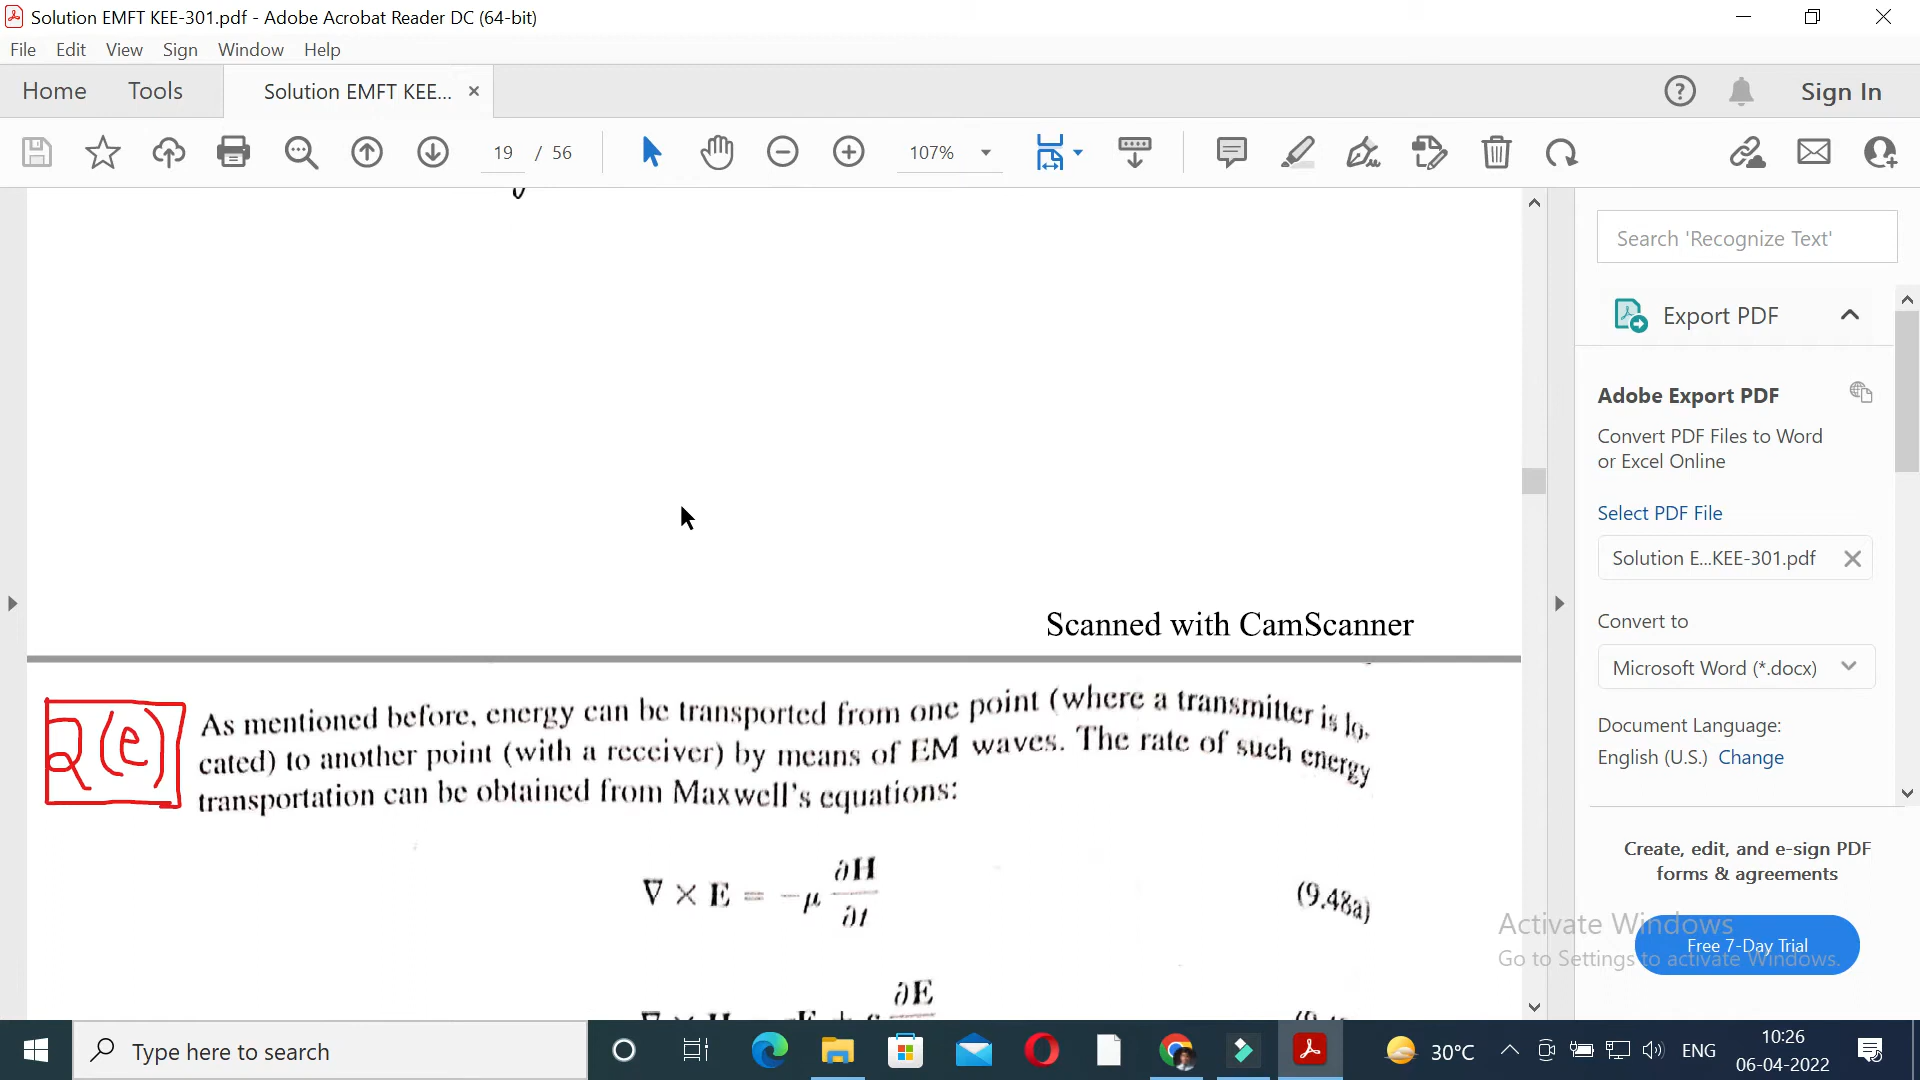 Solution EMFT KEE-301.pdf - Adobe Acrobat Reader DC (64-bit)
File Edit View Sign Window Help
Home Tools Solution EMFT KEE... × Sign In
19 / 56 107%
Search 'Recognize Text'
Export PDF
Adobe Export PDF
Convert PDF Files to Word
or Excel Online
Select PDF File
Solution E...KEE-301.pdf
Convert to
Microsoft Word (*.docx)
Document Language:
English (U.S.) Change
Create, edit, and e-sign PDF
forms & agreements
Free 7-Day Trial
Scanned with CamScanner
2(e)
As mentioned before, energy can be transported from one point (where a transmitter is lo-
cated) to another point (with a receiver) by means of EM waves. The rate of such energy
transportation can be obtained from Maxwell's equations:
∇ × E = -μ ∂H/∂t (9.48a)
∂E
Activate Windows
Go to Settings to activate Windows.
Type here to search
30°C ENG 10:26
06-04-2022